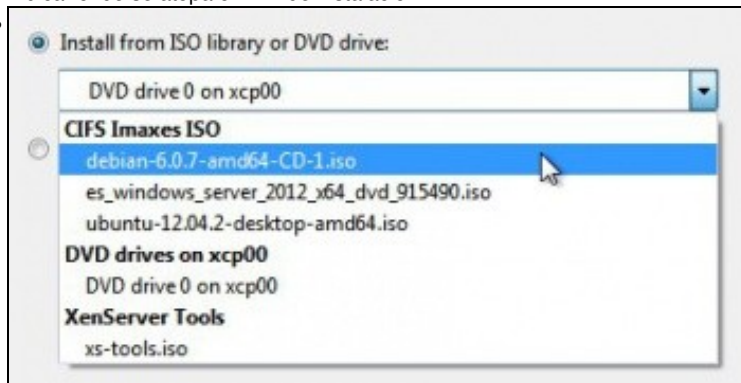 Install from ISO library or DVD drive:
DVD drive 0 on xcp00
CIFS Imaxes ISO
debian-6.0.7-amd64-CD-1.iso
es_windows_server_2012_x64_dvd_915490.iso
ubuntu-12.04.2-desktop-amd64.iso
DVD drives on xcp00
DVD drive 0 on xcp00
XenServer Tools
xs-tools.iso